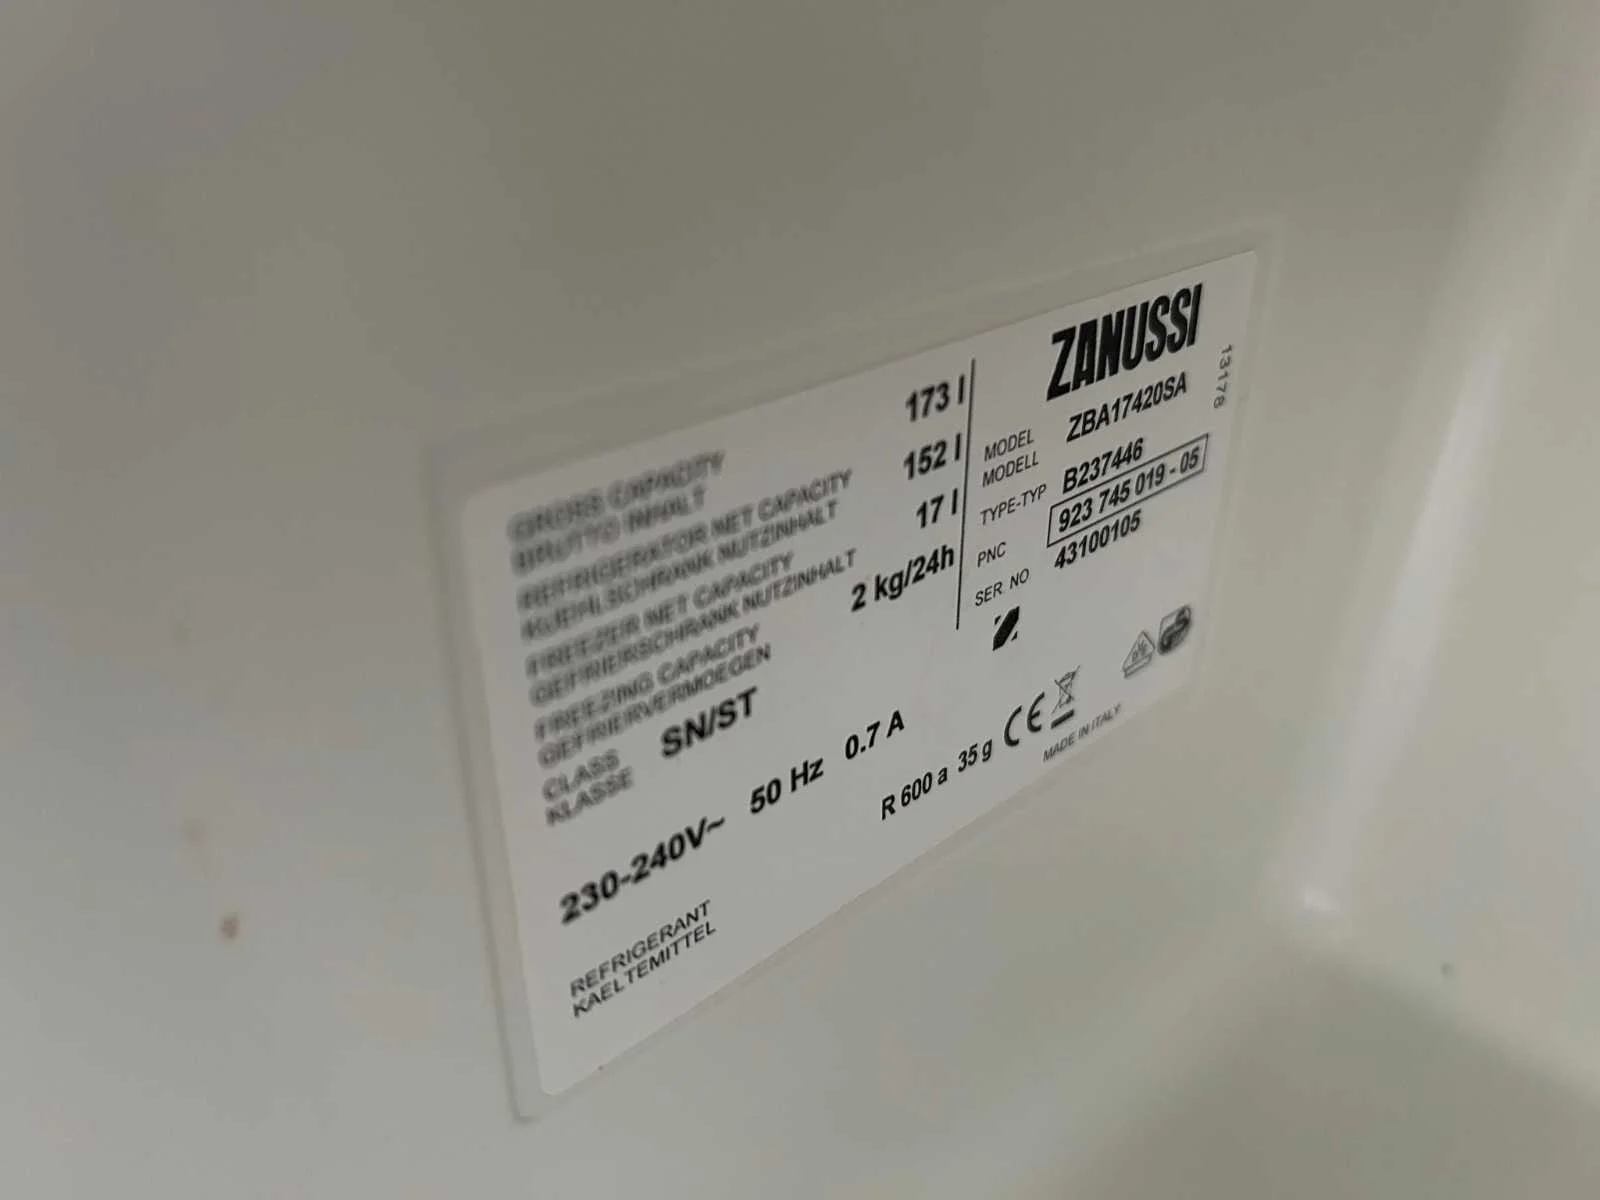 GROSS CAPACITY 173 l
BRUTTO INHALT
REFRIGERATOR NET CAPACITY 152 l
KUEHLSCHRANK NUTZINHALT
FREEZER NET CAPACITY 17 l
GEFRIERSCHRANK NUTZINHALT
FREEZING CAPACITY 2 kg/24h
GEFRIERVERMOEGEN
CLASS SN/ST
KLASSE
230-240V~ 50 Hz 0.7 A
REFRIGERANT R 600 a 35 g
KAELTEMITTEL
ZANUSSI
13178
MODEL ZBA17420SA
MODELL
TYPE-TYP B237446
PNC 923 745 019 - 05
SER. NO 43100105
CE
MADE IN ITALY